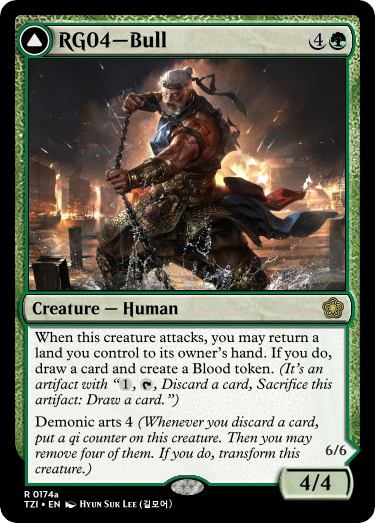 RG04—Bull 4
Creature — Human
When this creature attacks, you may return a
land you control to its owner's hand. If you do,
draw a card and create a Blood token. (It's an
artifact with “1, T, Discard a card, Sacrifice this
artifact: Draw a card.”)
Demonic arts 4 (Whenever you discard a card,
put a qi counter on this creature. Then you may
remove four of them. If you do, transform this
creature.)
6/6
4/4
R 0174a
TZI • EN Hyun Suk Lee (길모어)